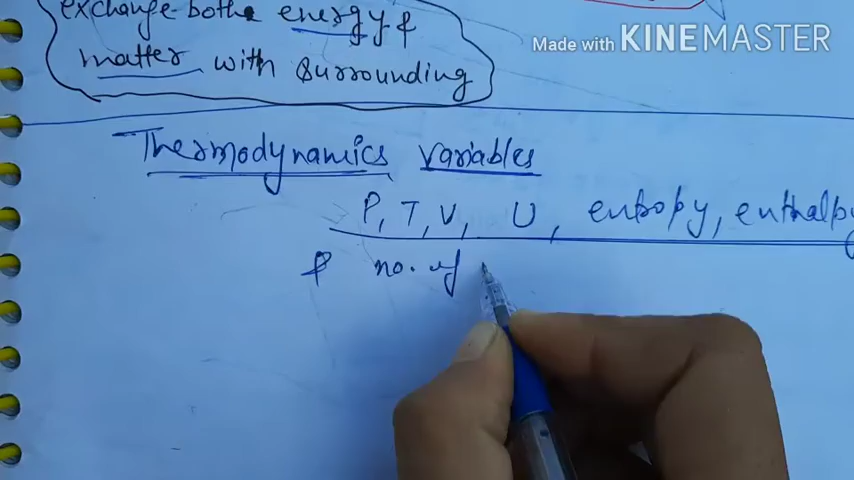 exchange both energy &
matter with surrounding
Made with KINEMASTER
Thermodynamics variables
P, T, V, U, entropy, enthalpy
& no. of